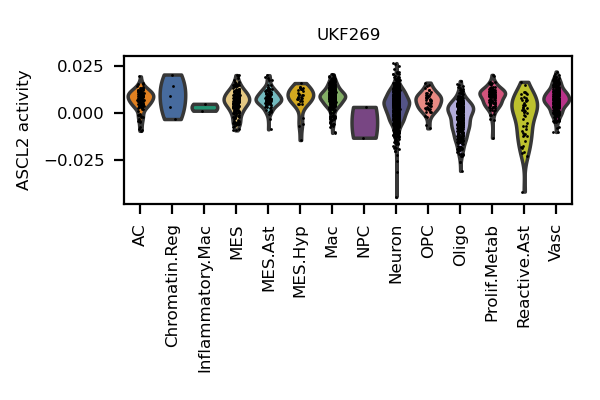 UKF269
ASCL2 activity
0.025
0.000
−0.025
AC
Chromatin.Reg
Inflammatory.Mac
MES
MES.Ast
MES.Hyp
Mac
NPC
Neuron
OPC
Oligo
Prolif.Metab
Reactive.Ast
Vasc